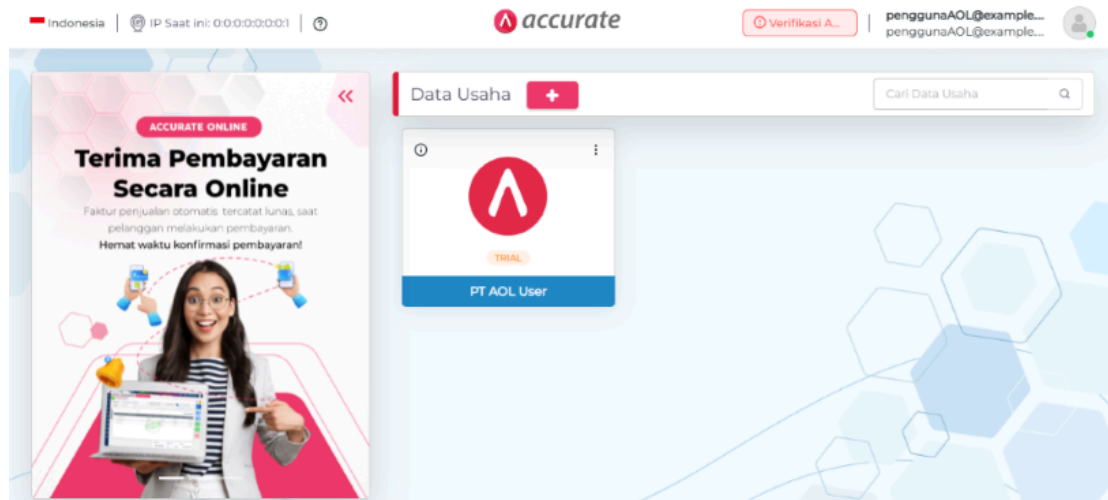 Indonesia
IP Saat ini: 0:0:0:0:0:0:0:1
accurate
Verifikasi A...
penggunaAOL@example....
penggunaAOL@example....
ACCURATE ONLINE
Terima Pembayaran
Secara Online
Faktur penjualan otomatis tercatat lunas, saat
pelanggan melakukan pembayaran.
Hemat waktu konfirmasi pembayaran!
Data Usaha
Cari Data Usaha
TRIAL
PT AOL User